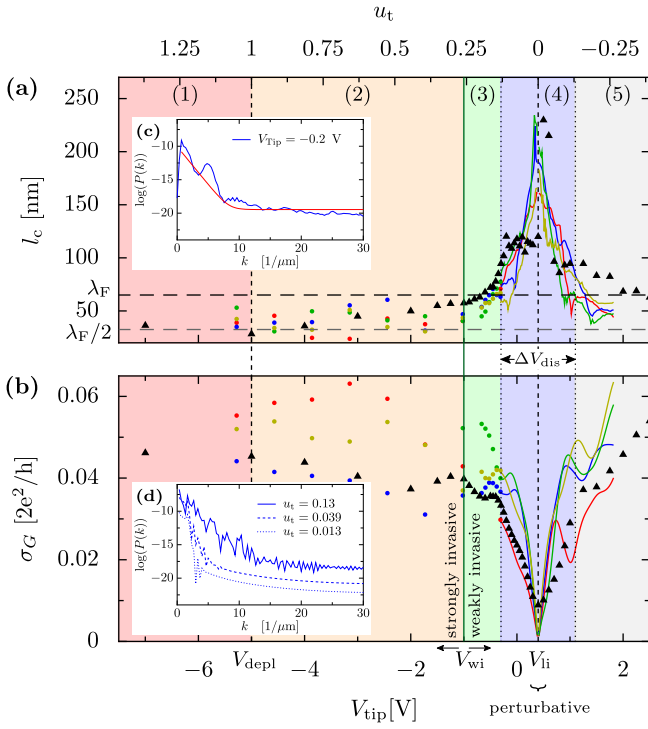 u_t
1.25 1 0.75 0.5 0.25 0 -0.25
(a) (1) (2) (3) (4) (5)
250
200
150
100
λ_F
50
λ_F/2
l_c [nm]
(c) V_Tip = −0.2 V
log(P(k))
-10
-15
-20
0 10 20 30
k [1/μm]
ΔV_dis
(b)
0.06
0.04
0.02
0
σ_G [2e²/h]
(d) u_t = 0.13
u_t = 0.039
u_t = 0.013
log(P(k))
-10
-15
-20
0 10 20 30
k [1/μm]
strongly invasive
weakly invasive
−6 V_depl −4 −2 V_wi 0 V_li 2
V_tip[V]
perturbative